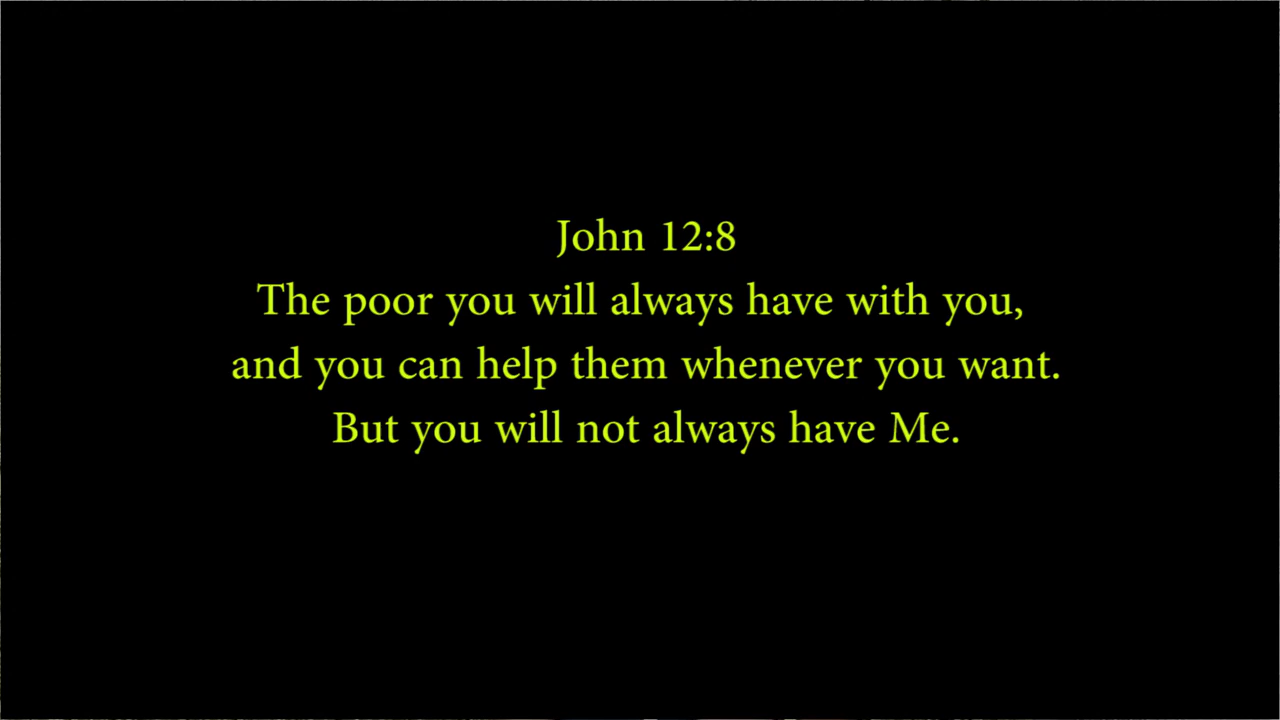 John 12:8
The poor you will always have with you,
and you can help them whenever you want.
But you will not always have Me.